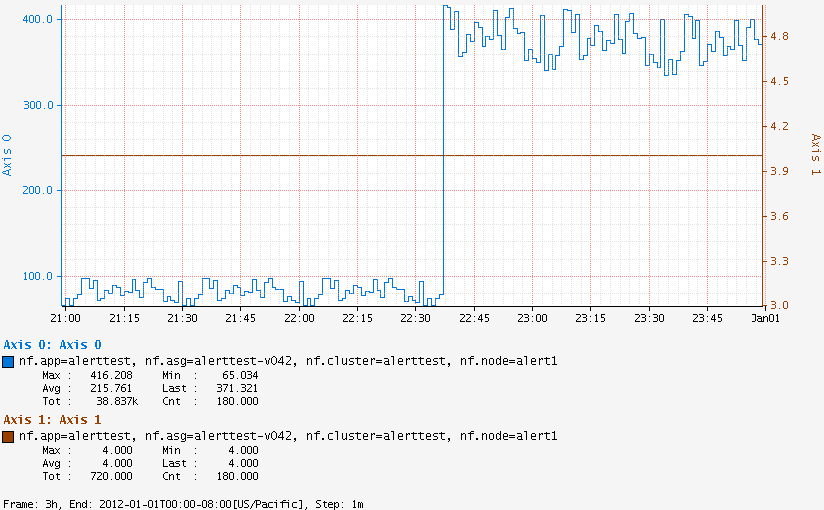 400.0
300.0
200.0
100.0
Axis 0
4.8
4.5
4.2
3.9
3.6
3.3
3.0
Axis 1
21:00 21:15 21:30 21:45 22:00 22:15 22:30 22:45 23:00 23:15 23:30 23:45 Jan01
Axis 0: Axis 0
nf.app=alerttest, nf.asg=alerttest-v042, nf.cluster=alerttest, nf.node=alert1
Max : 416.208 Min : 65.034
Avg : 215.761 Last : 371.321
Tot : 38.837k Cnt : 180.000
Axis 1: Axis 1
nf.app=alerttest, nf.asg=alerttest-v042, nf.cluster=alerttest, nf.node=alert1
Max : 4.000 Min : 4.000
Avg : 4.000 Last : 4.000
Tot : 720.000 Cnt : 180.000
Frame: 3h, End: 2012-01-01T00:00-08:00[US/Pacific], Step: 1m